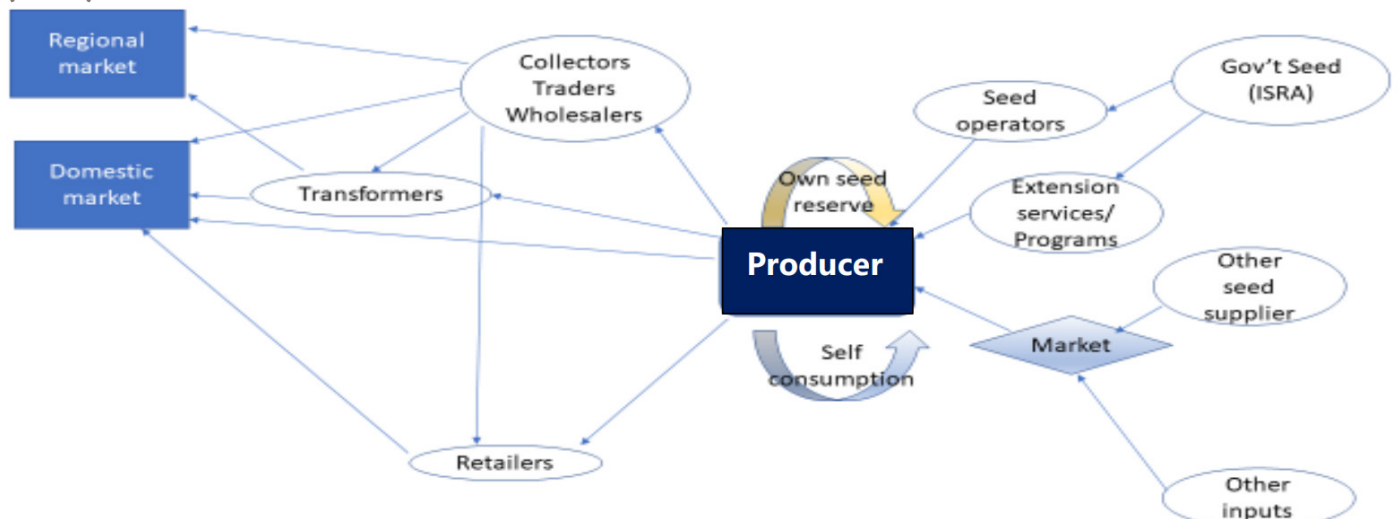 Regional
market
Collectors
Traders
Wholesalers
Gov't Seed
(ISRA)
Seed
operators
Domestic
market
Transformers
Own seed
reserve
Extension
services/
Programs
Producer
Other
seed
supplier
Market
Self
consumption
Retailers
Other
inputs